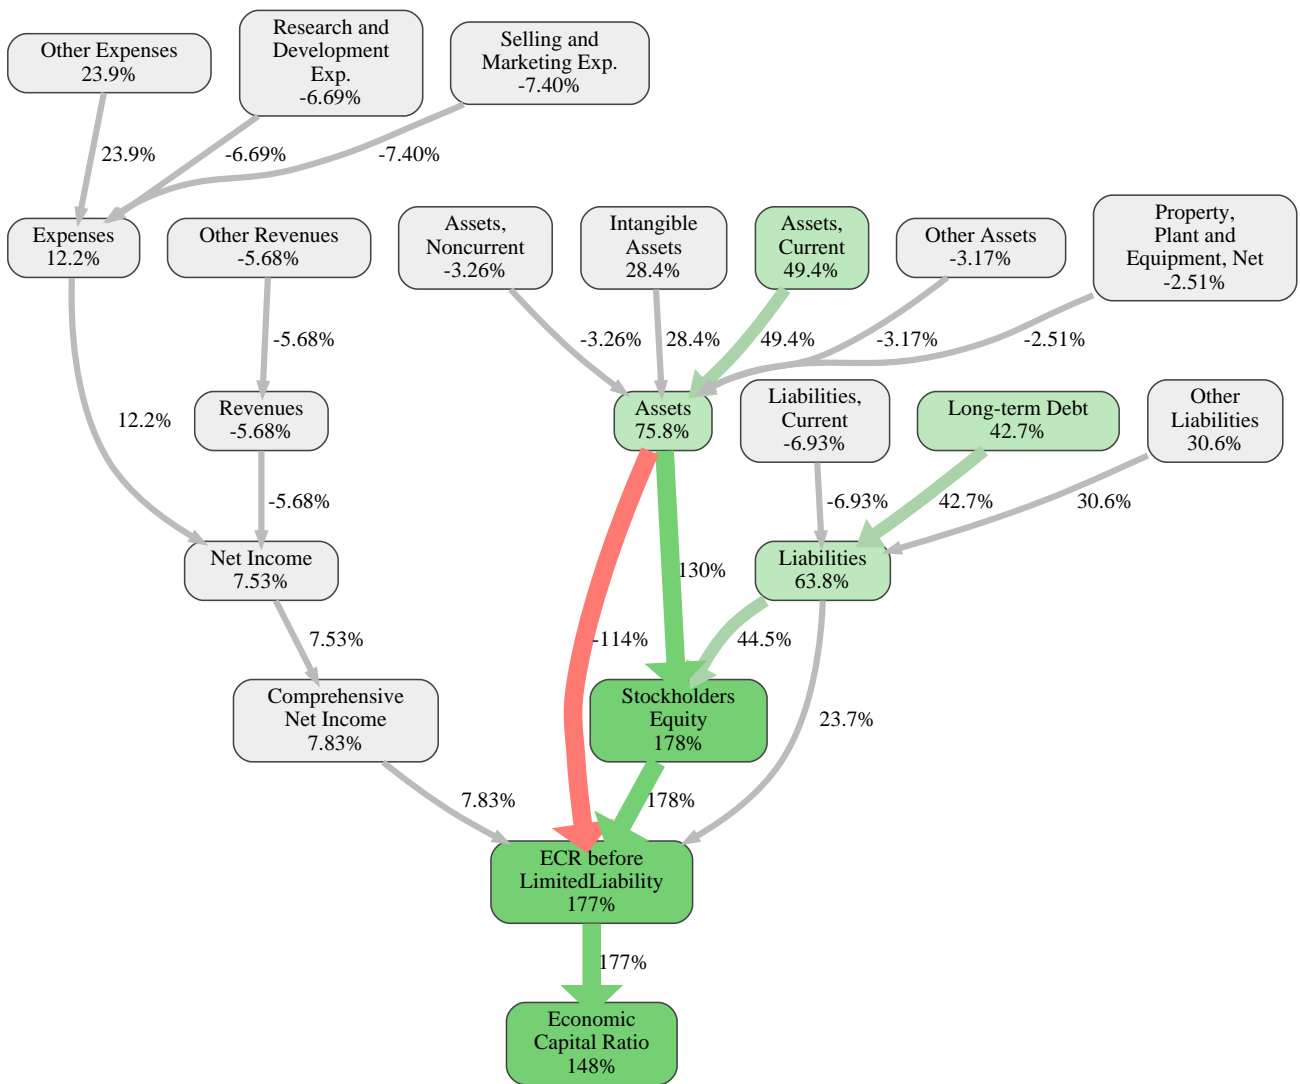 Other Expenses
23.9%
Research and
Development
Exp.
-6.69%
Selling and
Marketing Exp.
-7.40%
23.9%
-6.69%
-7.40%
Expenses
12.2%
Other Revenues
-5.68%
Assets,
Noncurrent
-3.26%
Intangible
Assets
28.4%
Assets,
Current
49.4%
Other Assets
-3.17%
Property,
Plant and
Equipment, Net
-2.51%
-5.68%
-3.26%
28.4%
49.4%
-3.17%
-2.51%
12.2%
Revenues
-5.68%
Assets
75.8%
Liabilities,
Current
-6.93%
Long-term Debt
42.7%
Other
Liabilities
30.6%
-5.68%
-6.93%
42.7%
30.6%
Net Income
7.53%
130%
Liabilities
63.8%
7.53%
-114%
44.5%
Comprehensive
Net Income
7.83%
Stockholders
Equity
178%
23.7%
7.83%
178%
ECR before
LimitedLiability
177%
177%
Economic
Capital Ratio
148%